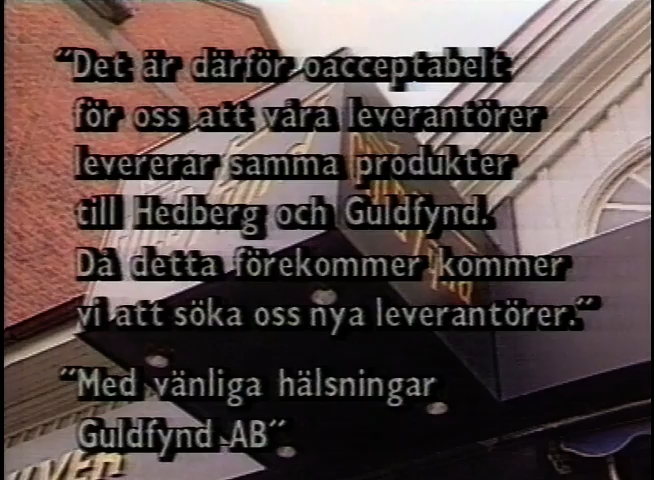 “Det är därför oacceptabelt
för oss att våra leverantörer
levererar samma produkter
till Hedberg och Guldfynd.
Då detta förekommer kommer
vi att söka oss nya leverantörer.”
“Med vänliga hälsningar
Guldfynd AB”